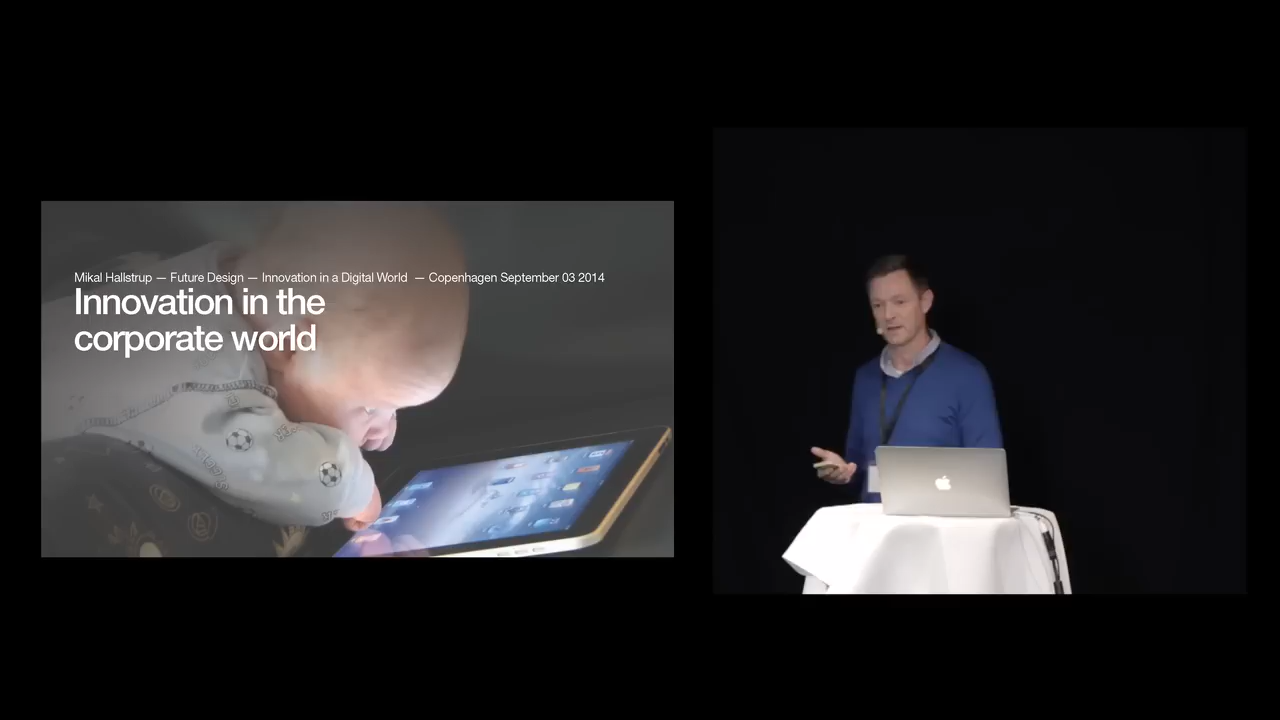 Mikal Hallstrup — Future Design — Innovation in a Digital World — Copenhagen September 03 2014
Innovation in the
corporate world